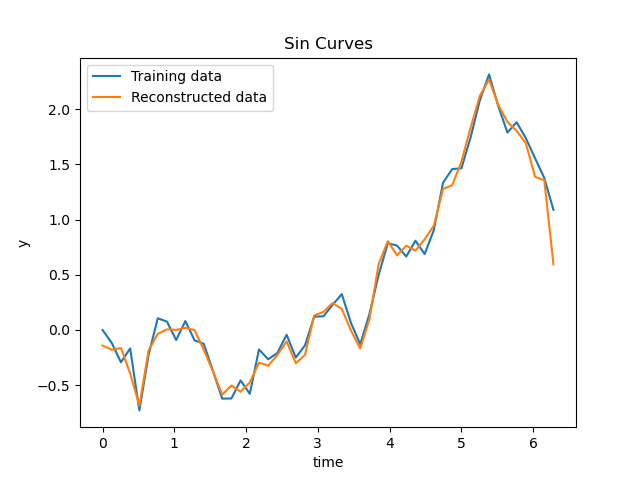 Sin Curves
Training data
Reconstructed data
2.0
1.5
1.0
0.5
0.0
−0.5
y
0 1 2 3 4 5 6
time